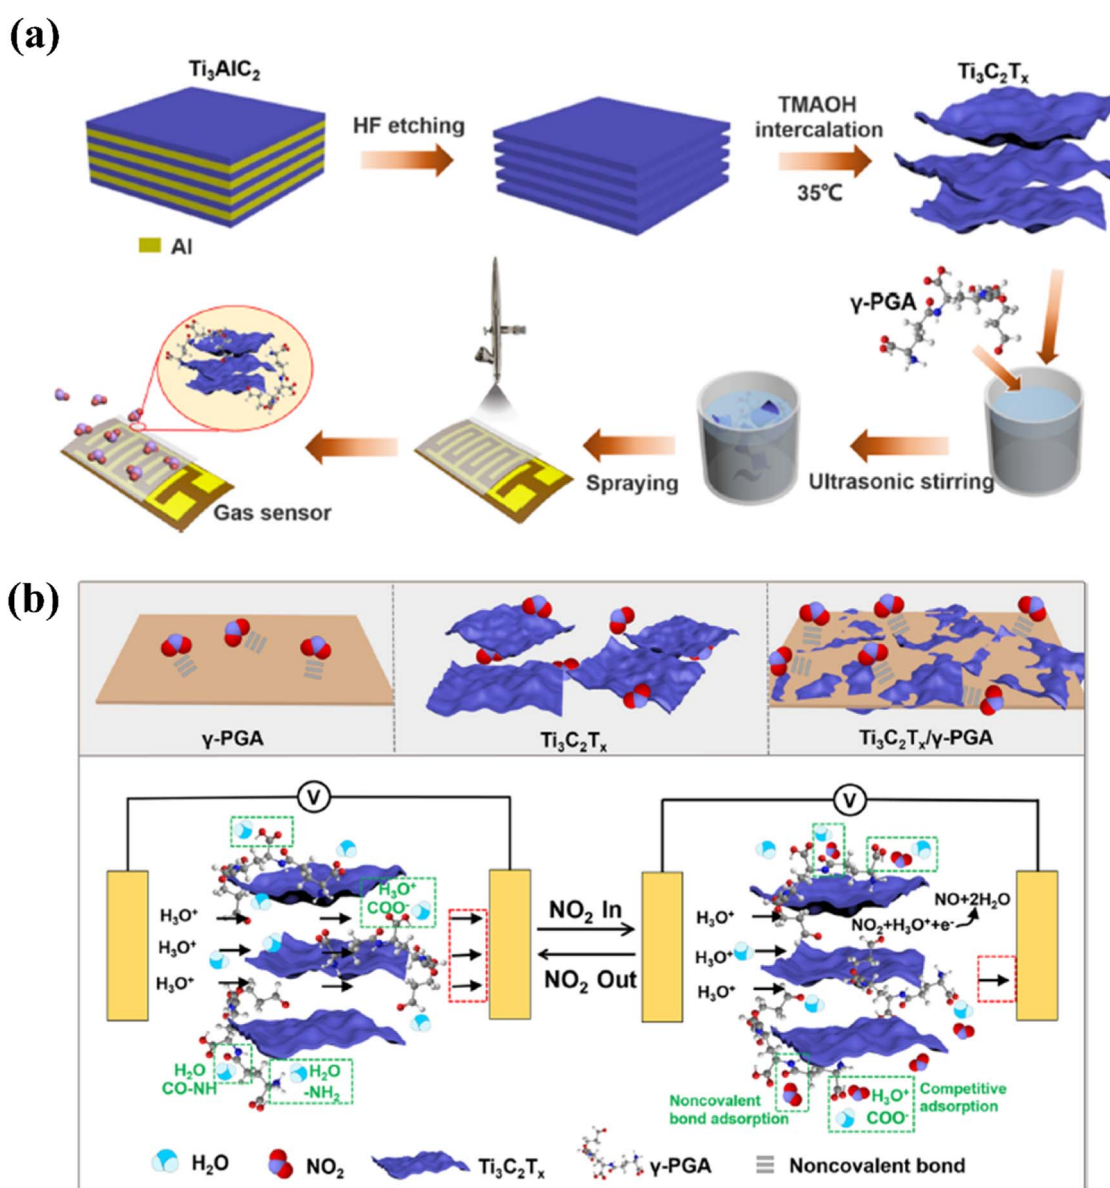 (a)
Ti₃AlC₂
HF etching
TMAOH
intercalation
35℃
Ti₃C₂Tₓ
Al
γ-PGA
Gas sensor
Spraying
Ultrasonic stirring
(b)
γ-PGA
Ti₃C₂Tₓ
Ti₃C₂Tₓ/γ-PGA
V
H₃O⁺
COO⁻
H₃O⁺
H₃O⁺
H₃O⁺
H₂O
CO-NH
H₂O
-NH₂
NO₂ In
NO₂ Out
V
H₃O⁺
H₃O⁺
H₃O⁺
NO+2H₂O
NO₂+H₃O⁺+e⁻
Noncovalent
bond adsorption
H₃O⁺
COO⁻
Competitive
adsorption
H₂O
NO₂
Ti₃C₂Tₓ
γ-PGA
Noncovalent bond